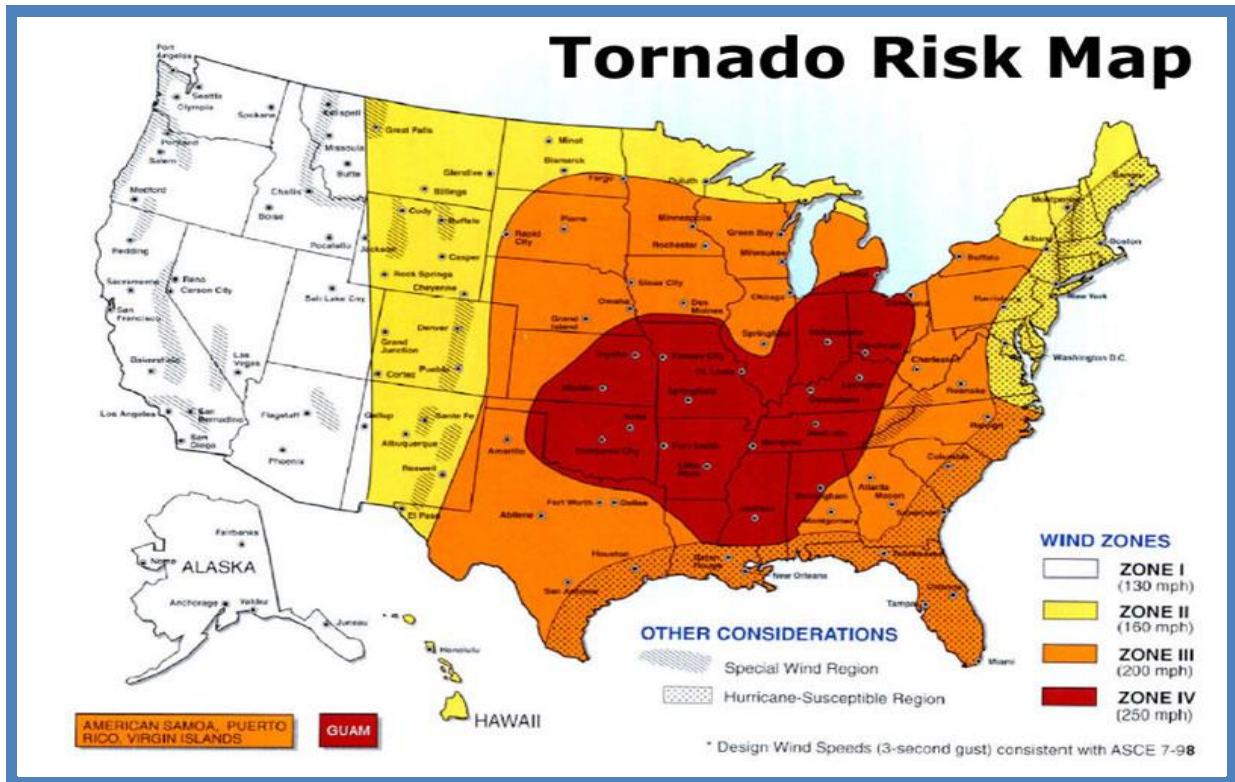 Tornado Risk Map
Port
Angeles
Seattle
Olympia
Spokane
Portland
Salem
Medford
Redding
Sacramento
San
Francisco
Reno
Carson City
Bakersfield
Las
Vegas
Los Angeles
San
Bernardino
San
Diego
Kalispell
Missoula
Butte
Challis
Boise
Pocatello
Jackson
Salt Lake City
Flagstaff
Phoenix
Great Falls
Glendive
Billings
Cody
Buffalo
Casper
Rock Springs
Cheyenne
Denver
Grand
Junction
Pueblo
Cortez
Gallup
Sante Fe
Albuquerque
Roswell
El Paso
Minot
Bismarck
Fargo
Duluth
Rapid
City
Pierre
Minneapolis
Rochester
Green Bay
Milwaukee
Sioux City
Omaha
Des
Moines
Chicago
Grand
Island
Springfield
Topeka
Kansas City
St. Louis
Wichita
Springfield
Oklahoma City
Fort Smith
Little
Rock
Memphis
Amarillo
Fort Worth
Dallas
Abilene
Houston
San Antonio
Baton
Rouge
New Orleans
Jackson
Birmingham
Montgomery
Atlanta
Macon
Savannah
Columbia
Raleigh
Roanoke
Charleston
Lexington
Cincinnati
Indianapolis
Cleveland
Buffalo
Harrisburg
Albany
Montpelier
Bangor
Boston
New York
Washington D.C.
Tallahassee
Orlando
Tampa
Miami
Fairbanks
Nome
ALASKA
Anchorage
Valdez
Juneau
Honolulu
HAWAII
AMERICAN SAMOA, PUERTO
RICO, VIRGIN ISLANDS
GUAM
OTHER CONSIDERATIONS
Special Wind Region
Hurricane-Susceptible Region
WIND ZONES
ZONE I
(130 mph)
ZONE II
(160 mph)
ZONE III
(200 mph)
ZONE IV
(250 mph)
* Design Wind Speeds (3-second gust) consistent with ASCE 7-98